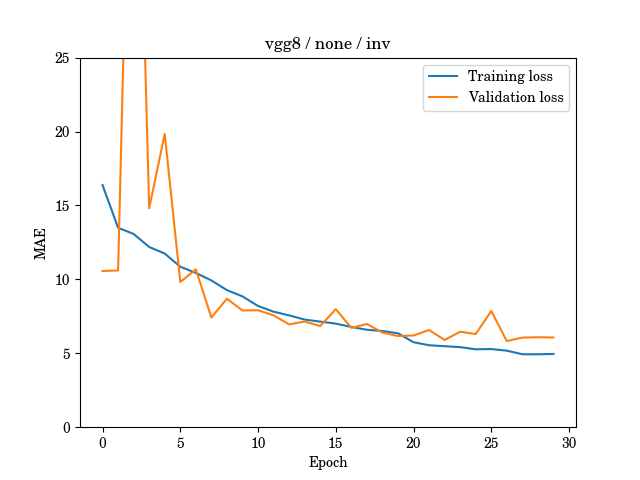 vgg8 / none / inv
25
20
15
10
5
0
MAE
Training loss
Validation loss
0 5 10 15 20 25 30
Epoch